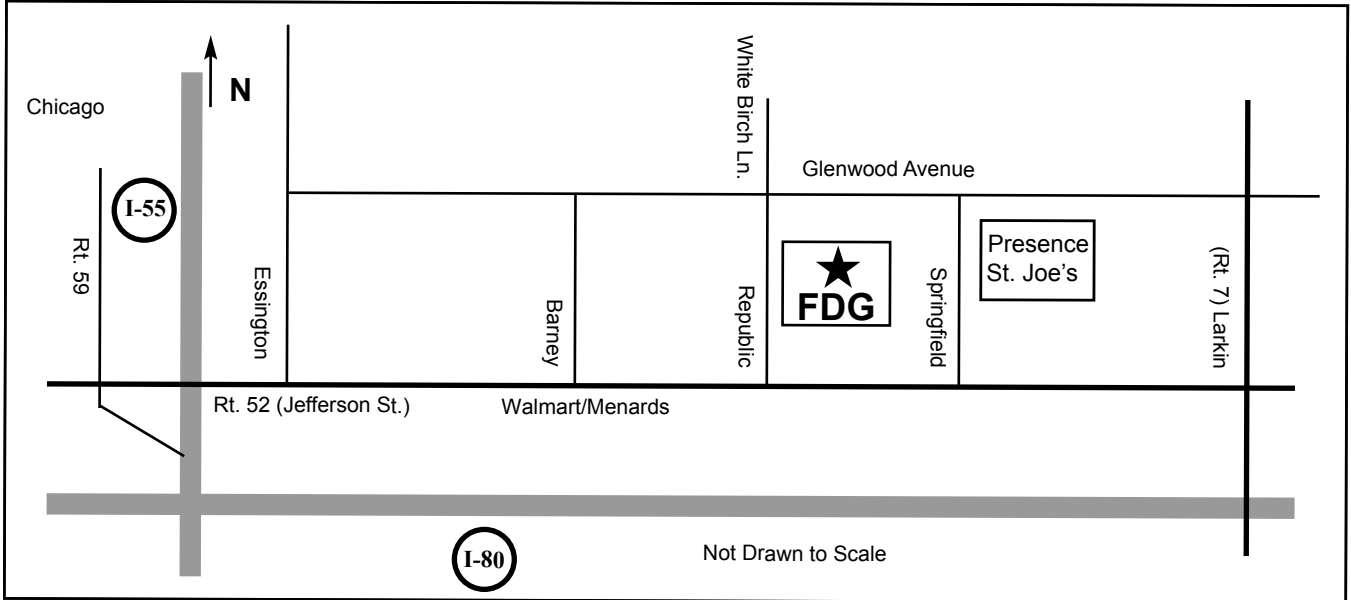 N
Chicago
White Birch Ln.
Glenwood Avenue
I-55
Rt. 59
Essington
Barney
Republic
FDG
Springfield
Presence
St. Joe's
(Rt. 7) Larkin
Rt. 52 (Jefferson St.)
Walmart/Menards
I-80
Not Drawn to Scale